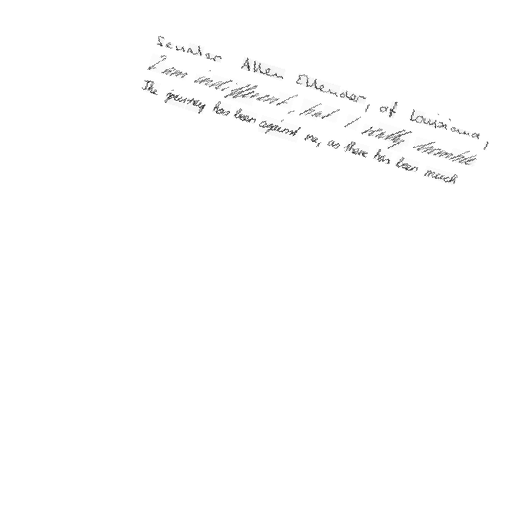 Senator Allen Ellender, of Louisiana,
I am indifferent, but I really
The journey has been against me, as there has been much